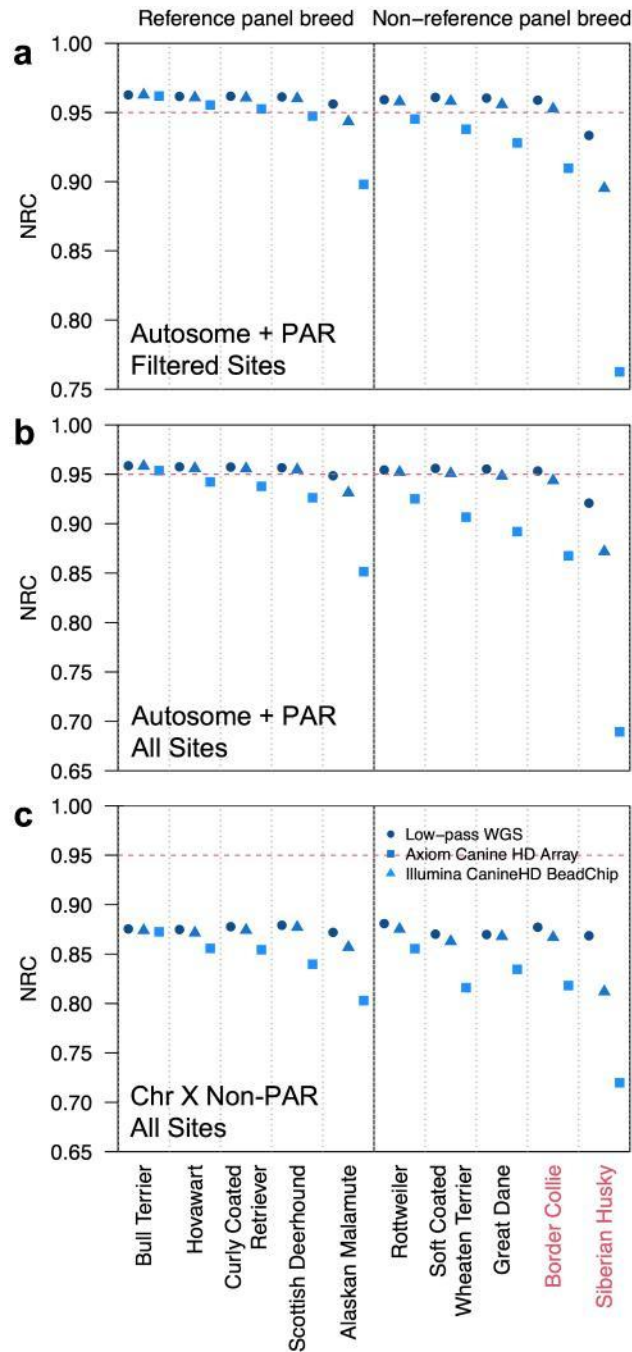 Reference panel breed
Non-reference panel breed
a
1.00
0.95
0.90
0.85
0.80
0.75
NRC
Autosome + PAR
Filtered Sites
b
1.00
0.95
0.90
0.85
0.80
0.75
0.70
0.65
NRC
Autosome + PAR
All Sites
c
1.00
0.95
0.90
0.85
0.80
0.75
0.70
0.65
NRC
Low-pass WGS
Axiom Canine HD Array
Illumina CanineHD BeadChip
Chr X Non-PAR
All Sites
Bull Terrier
Hovawart
Curly Coated
Retriever
Scottish Deerhound
Alaskan Malamute
Rottweiler
Soft Coated
Wheaten Terrier
Great Dane
Border Collie
Siberian Husky